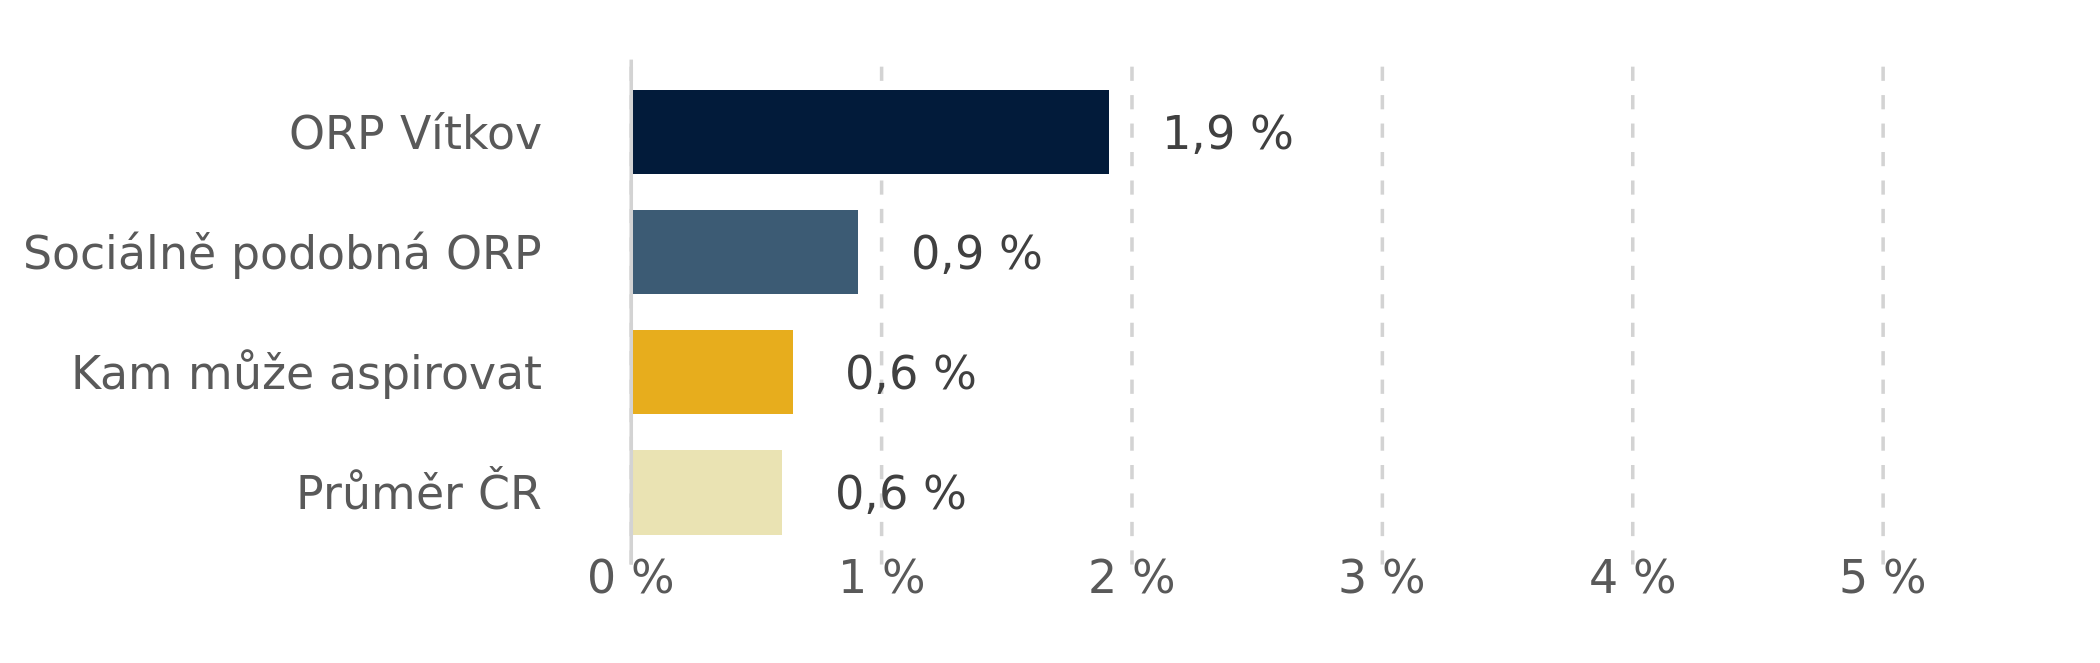 ORP Vítkov 1,9 %
Sociálně podobná ORP 0,9 %
Kam může aspirovat 0,6 %
Průměr ČR 0,6 %
0 % 1 % 2 % 3 % 4 % 5 %